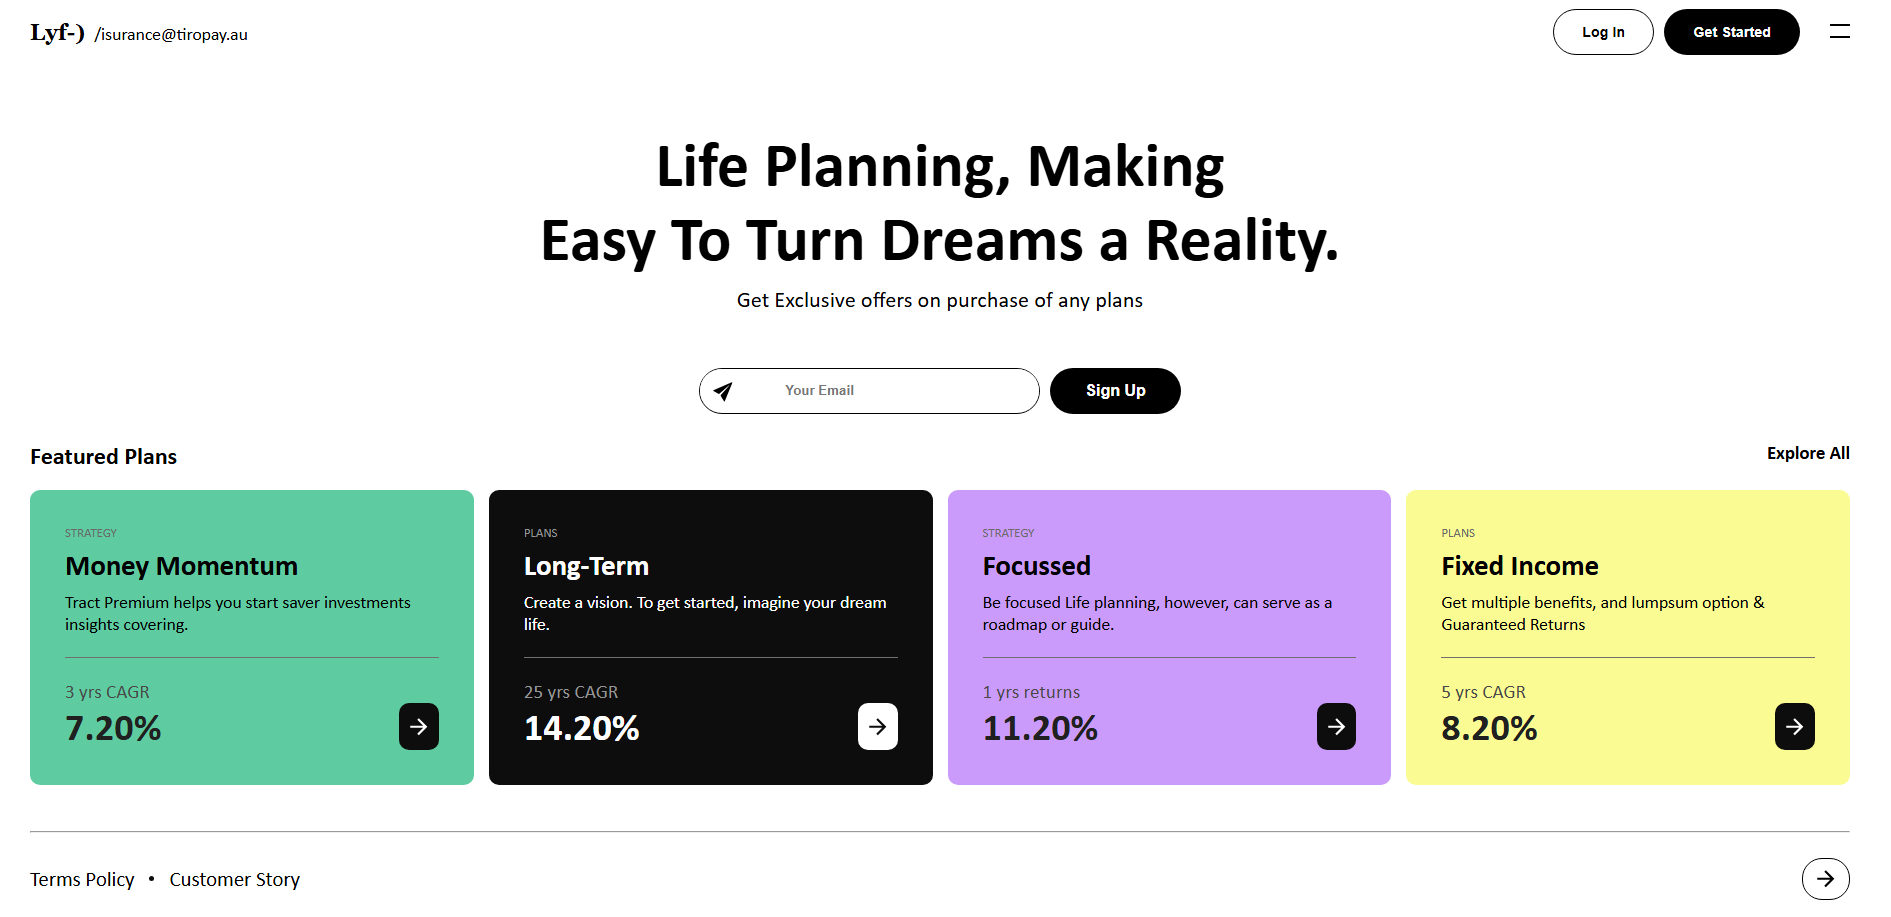 Lyf-) /isurance@tiropay.au
Log In
Get Started
Life Planning, Making
Easy To Turn Dreams a Reality.
Get Exclusive offers on purchase of any plans
Your Email
Sign Up
Featured Plans
Explore All
STRATEGY
Money Momentum
Tract Premium helps you start saver investments
insights covering.
3 yrs CAGR
7.20%
PLANS
Long-Term
Create a vision. To get started, imagine your dream
life.
25 yrs CAGR
14.20%
STRATEGY
Focussed
Be focused Life planning, however, can serve as a
roadmap or guide.
1 yrs returns
11.20%
PLANS
Fixed Income
Get multiple benefits, and lumpsum option &
Guaranteed Returns
5 yrs CAGR
8.20%
Terms Policy • Customer Story